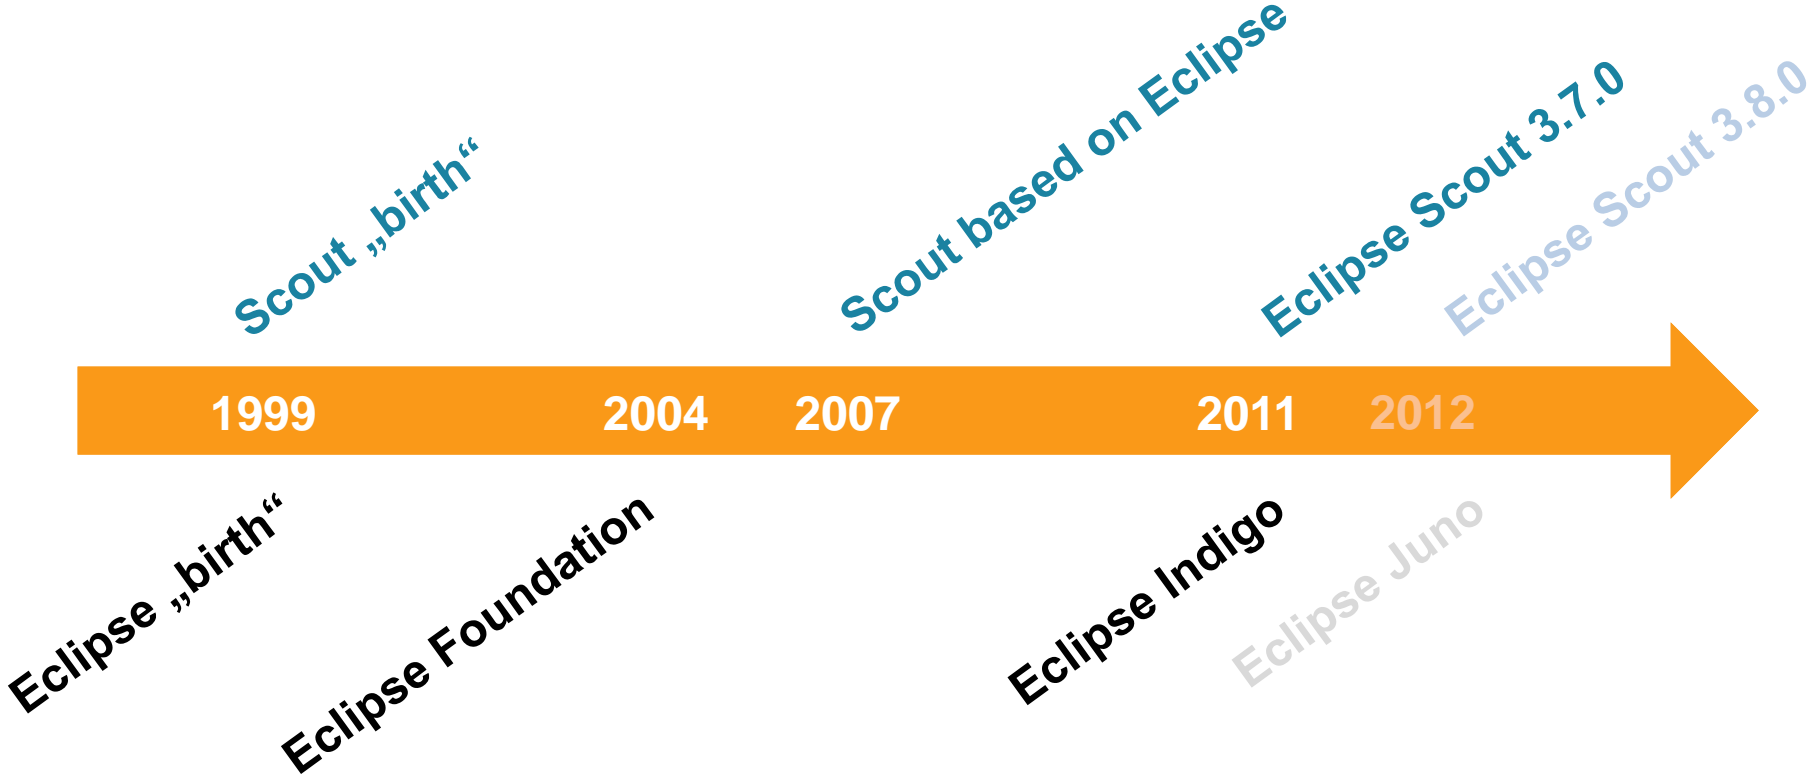 Scout „birth“
Scout based on Eclipse
Eclipse Scout 3.7.0
Eclipse Scout 3.8.0
1999
2004
2007
2011
2012
Eclipse „birth“
Eclipse Foundation
Eclipse Indigo
Eclipse Juno